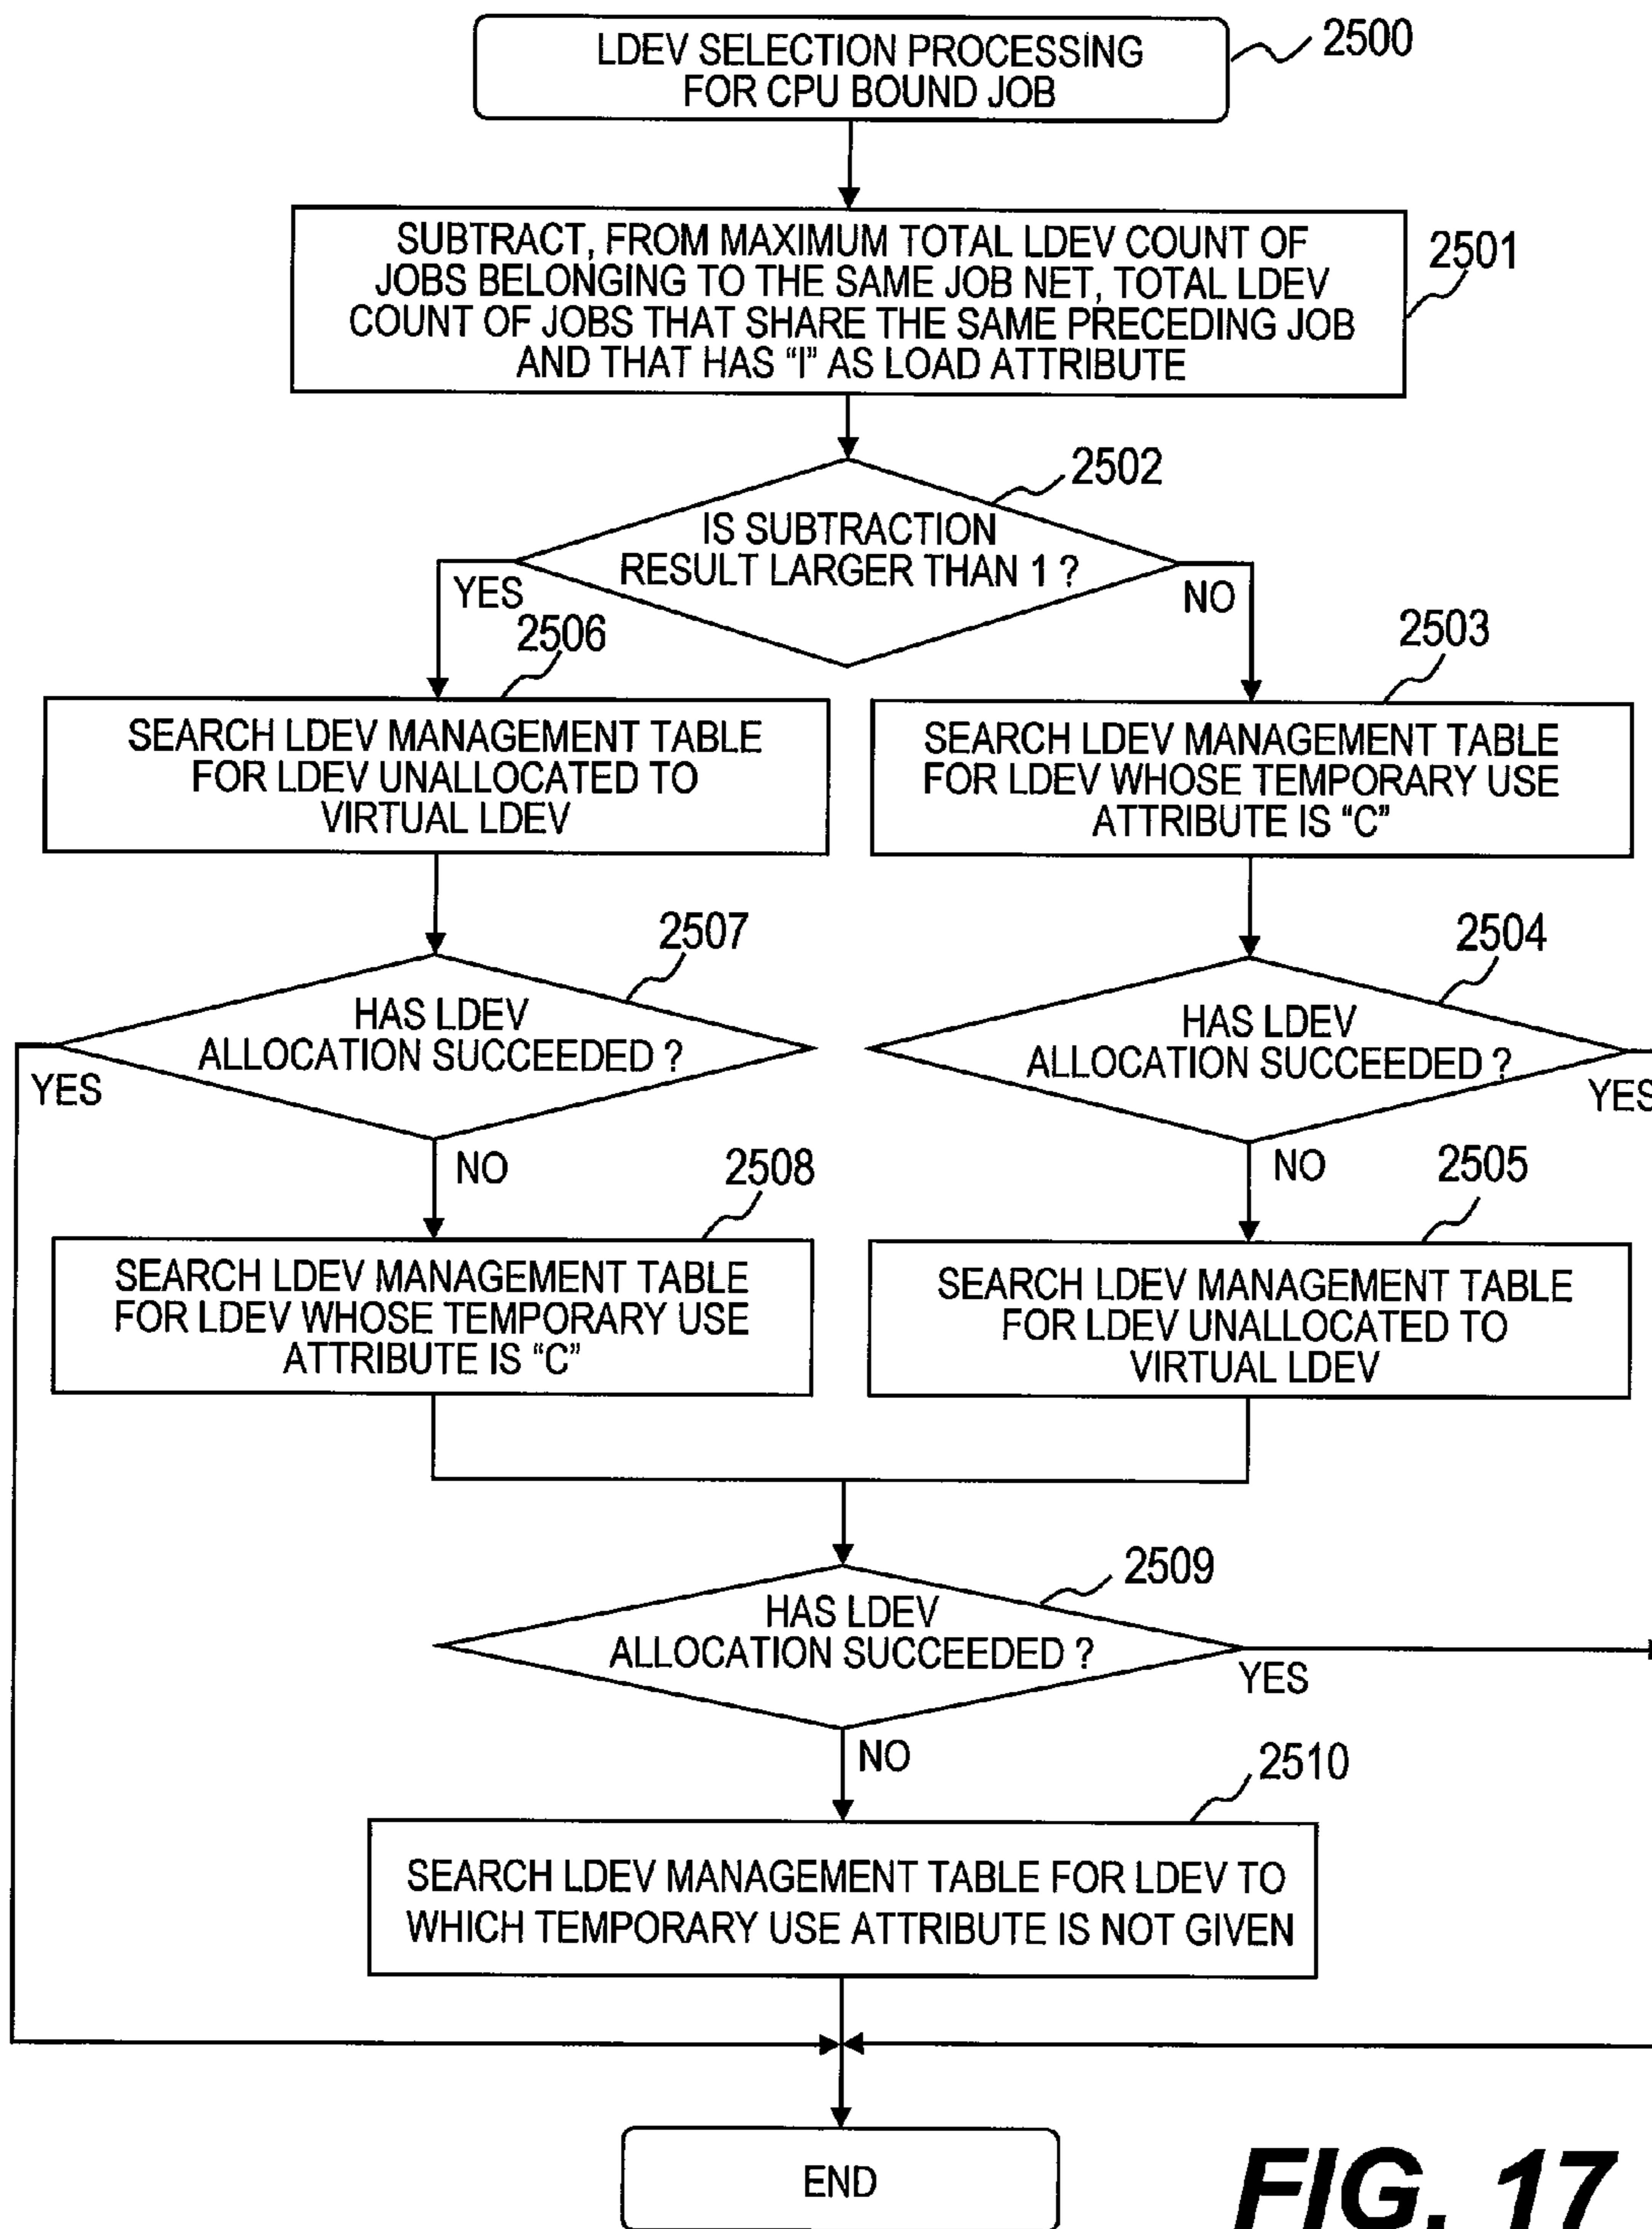 LDEV SELECTION PROCESSING
FOR CPU BOUND JOB
2500
SUBTRACT, FROM MAXIMUM TOTAL LDEV COUNT OF
JOBS BELONGING TO THE SAME JOB NET, TOTAL LDEV
COUNT OF JOBS THAT SHARE THE SAME PRECEDING JOB
AND THAT HAS “I” AS LOAD ATTRIBUTE
2501
2502
IS SUBTRACTION
RESULT LARGER THAN 1 ?
YES
NO
2506
SEARCH LDEV MANAGEMENT TABLE
FOR LDEV UNALLOCATED TO
VIRTUAL LDEV
2503
SEARCH LDEV MANAGEMENT TABLE
FOR LDEV WHOSE TEMPORARY USE
ATTRIBUTE IS “C”
2507
HAS LDEV
ALLOCATION SUCCEEDED ?
YES
NO
2504
HAS LDEV
ALLOCATION SUCCEEDED ?
YES
NO
2508
SEARCH LDEV MANAGEMENT TABLE
FOR LDEV WHOSE TEMPORARY USE
ATTRIBUTE IS “C”
2505
SEARCH LDEV MANAGEMENT TABLE
FOR LDEV UNALLOCATED TO
VIRTUAL LDEV
2509
HAS LDEV
ALLOCATION SUCCEEDED ?
YES
NO
2510
SEARCH LDEV MANAGEMENT TABLE FOR LDEV TO
WHICH TEMPORARY USE ATTRIBUTE IS NOT GIVEN
END
FIG. 17